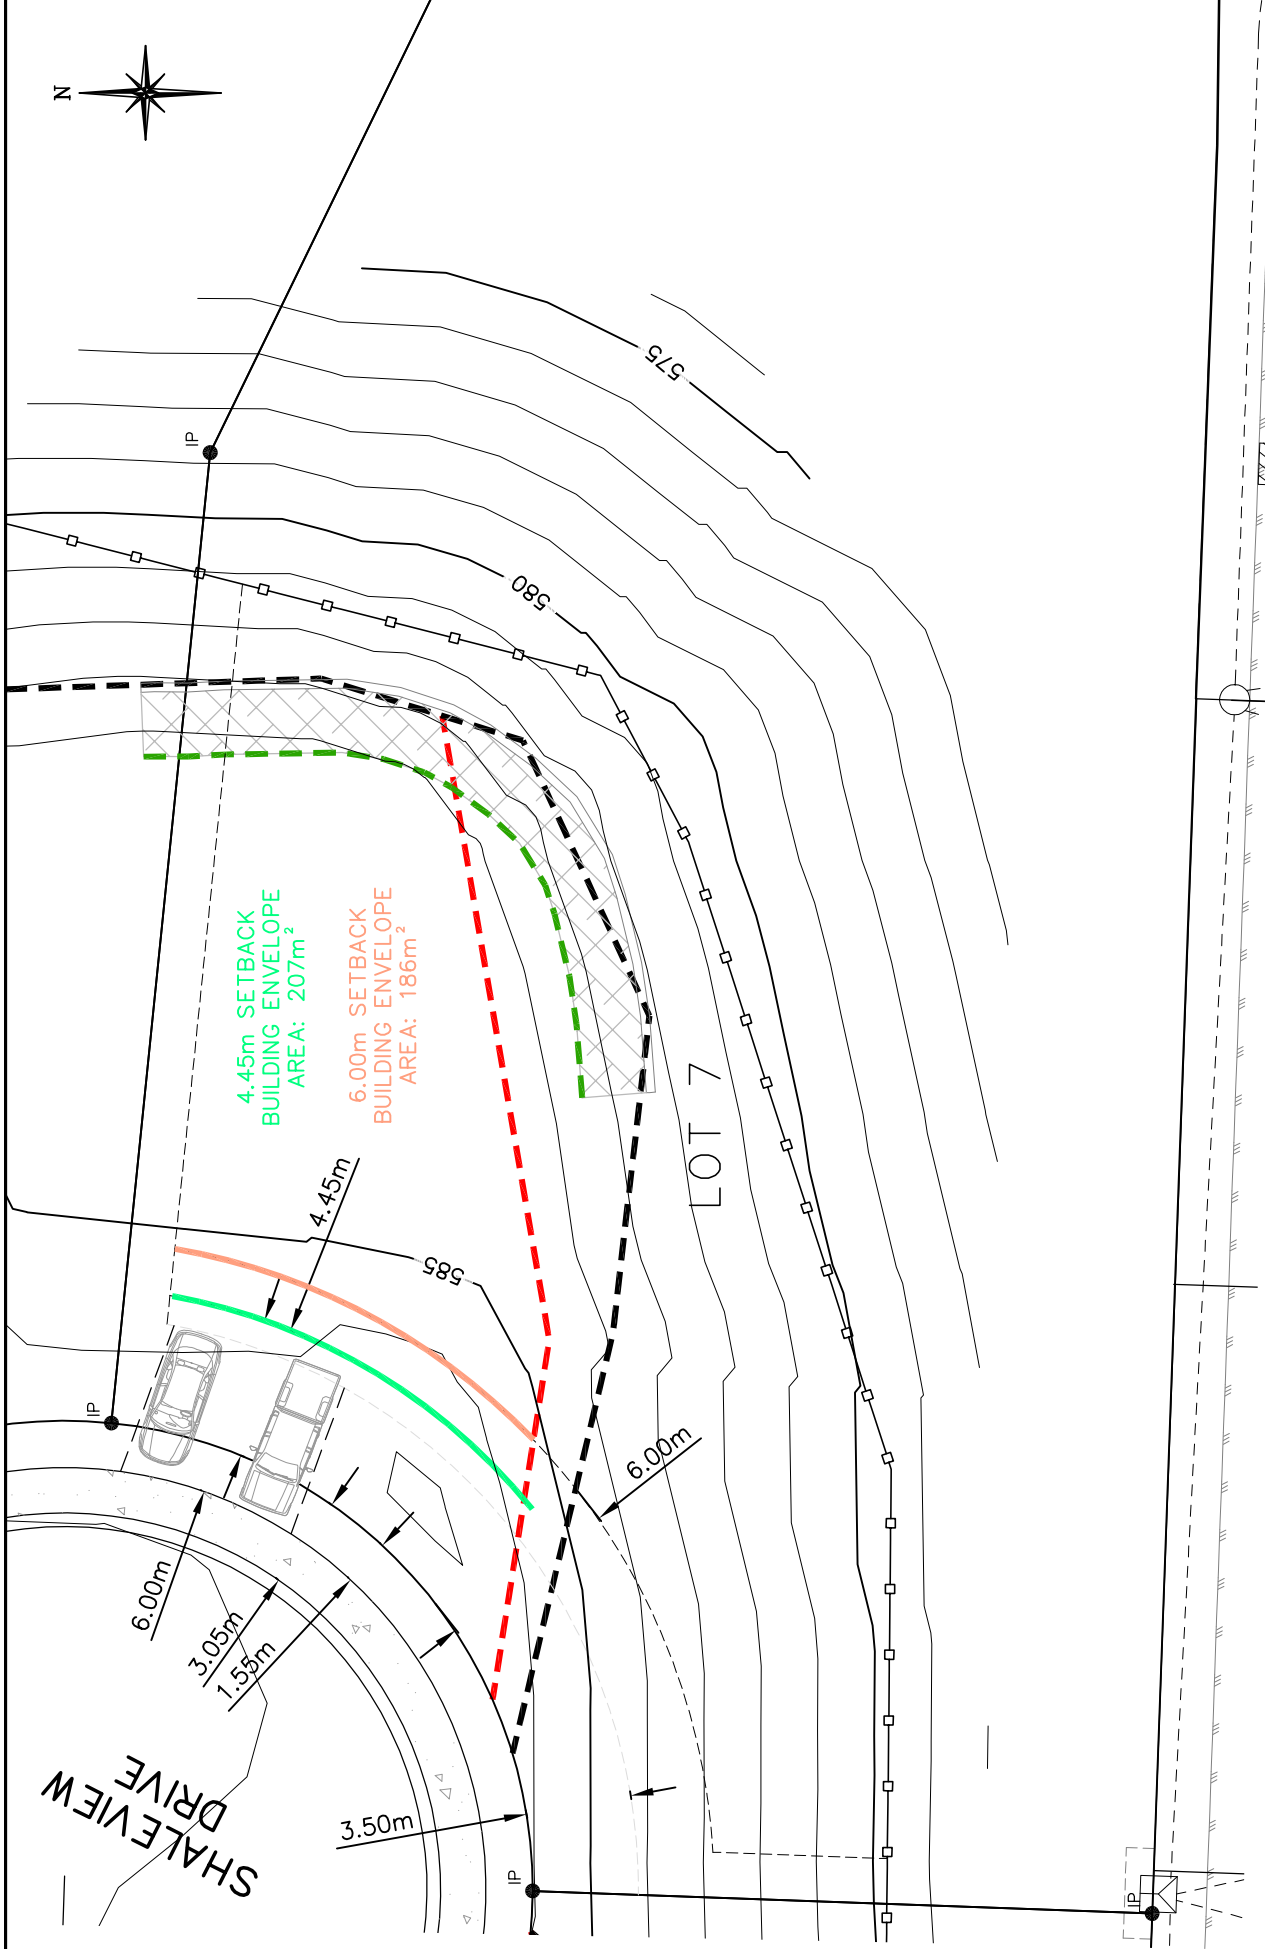 N
IP
575
580
4.45m SETBACK
BUILDING ENVELOPE
AREA: 207m²
6.00m SETBACK
BUILDING ENVELOPE
AREA: 186m²
LOT 7
4.45m
585
IP
6.00m
6.00m
3.05m
1.55m
SHALEVIEW
DRIVE
3.50m
IP
IP